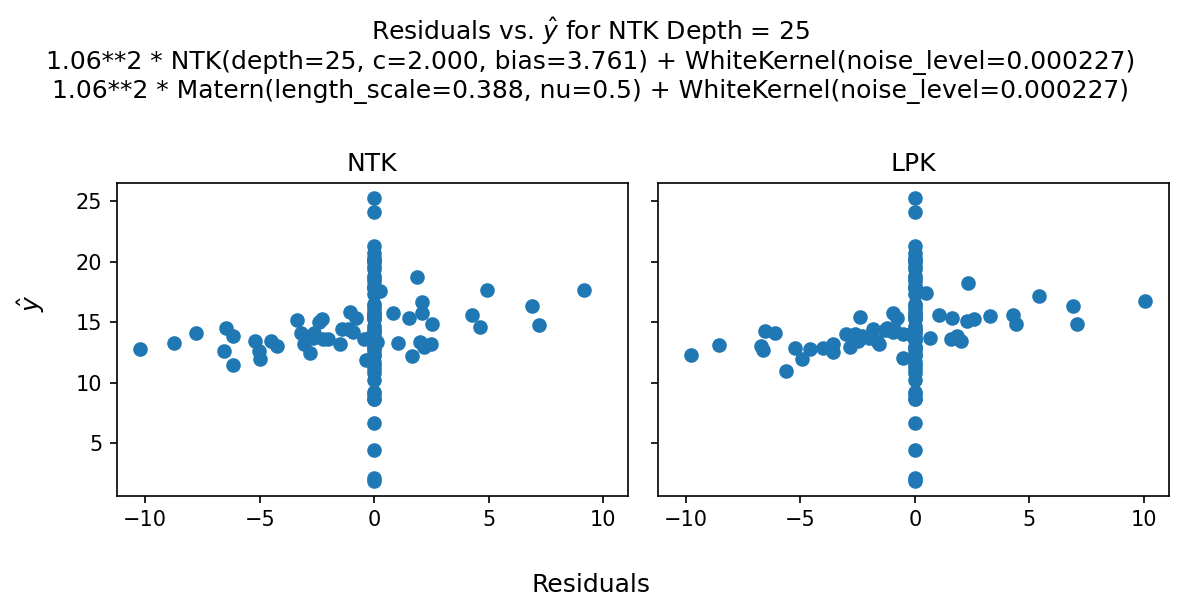 Residuals vs. ŷ for NTK Depth = 25
1.06**2 * NTK(depth=25, c=2.000, bias=3.761) + WhiteKernel(noise_level=0.000227)
1.06**2 * Matern(length_scale=0.388, nu=0.5) + WhiteKernel(noise_level=0.000227)
NTK
LPK
25
20
15
10
5
ŷ
−10 −5 0 5 10
−10 −5 0 5 10
Residuals